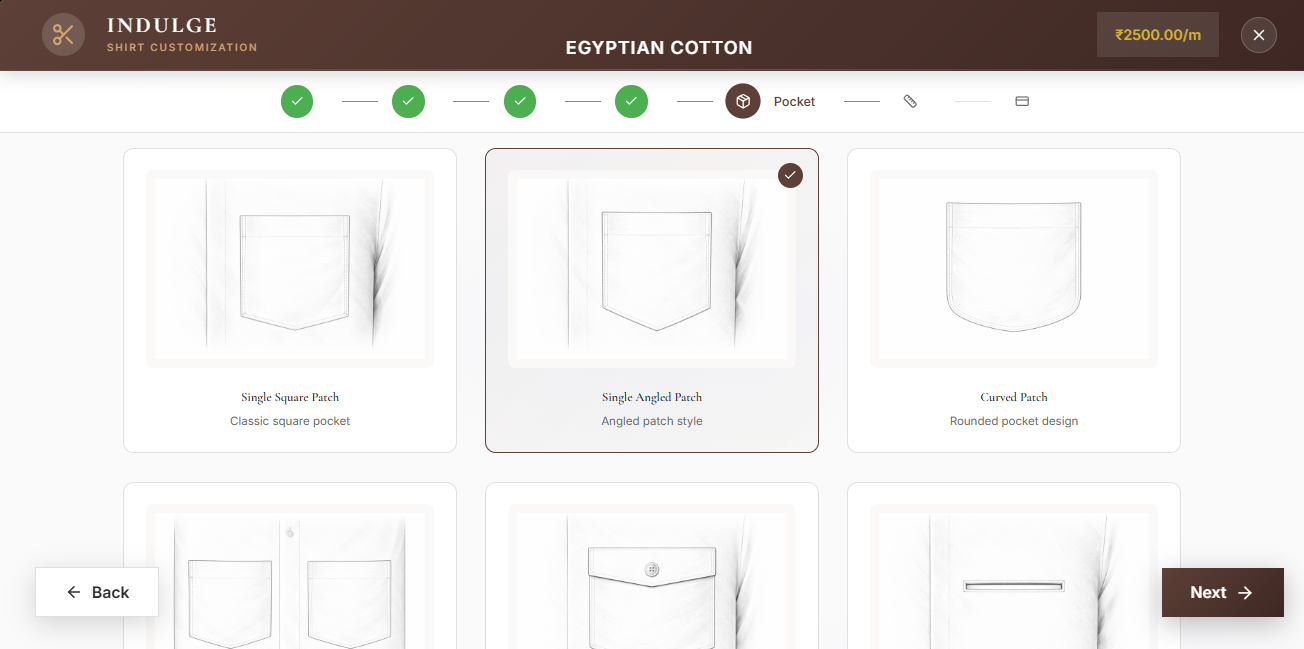 INDULGE
SHIRT CUSTOMIZATION
EGYPTIAN COTTON
₹2500.00/m
Pocket
Single Square Patch
Classic square pocket
Single Angled Patch
Angled patch style
Curved Patch
Rounded pocket design
Back
Next